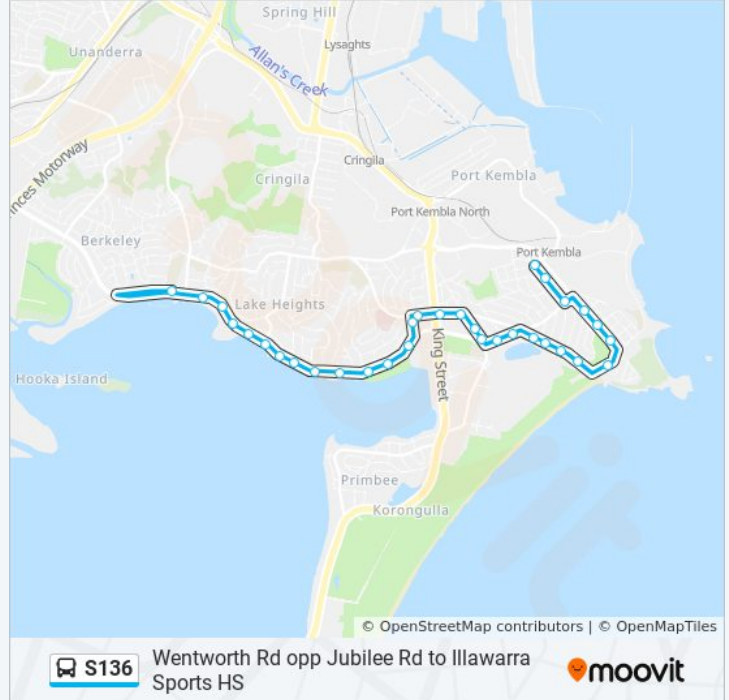 Spring Hill
Unanderra
Lysaghts
Allan's Creek
nces Motorway
Cringila
Cringila
Port Kembla
Port Kembla North
Berkeley
Port Kembla
Lake Heights
King Street
Hooka Island
Primbee
Korongulla
© OpenStreetMap contributors | © OpenMapTiles
S136
Wentworth Rd opp Jubilee Rd to Illawarra
Sports HS
moovit